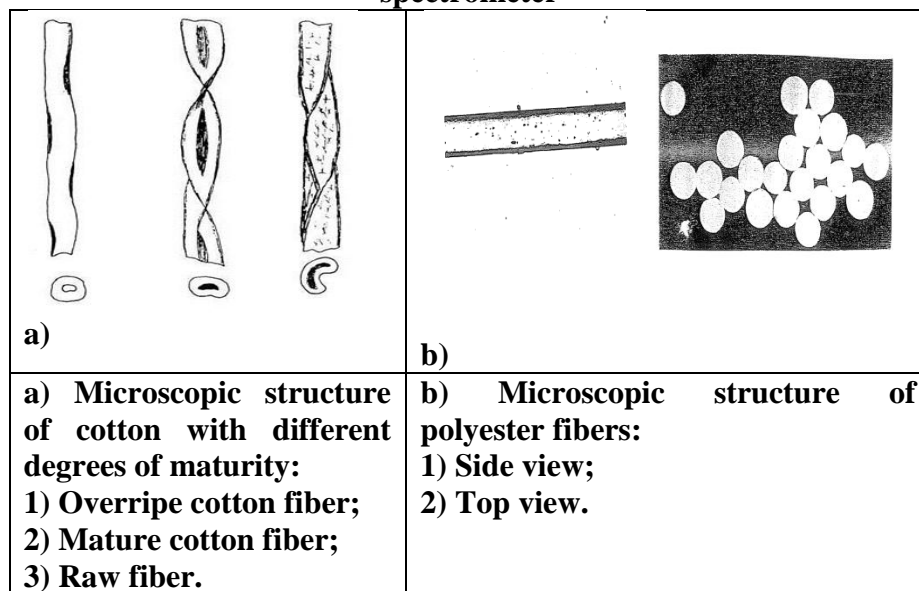 spectrometer
a)
b)
a) Microscopic structure
of cotton with different
degrees of maturity:
1) Overripe cotton fiber;
2) Mature cotton fiber;
3) Raw fiber.
b) Microscopic structure of
polyester fibers:
1) Side view;
2) Top view.